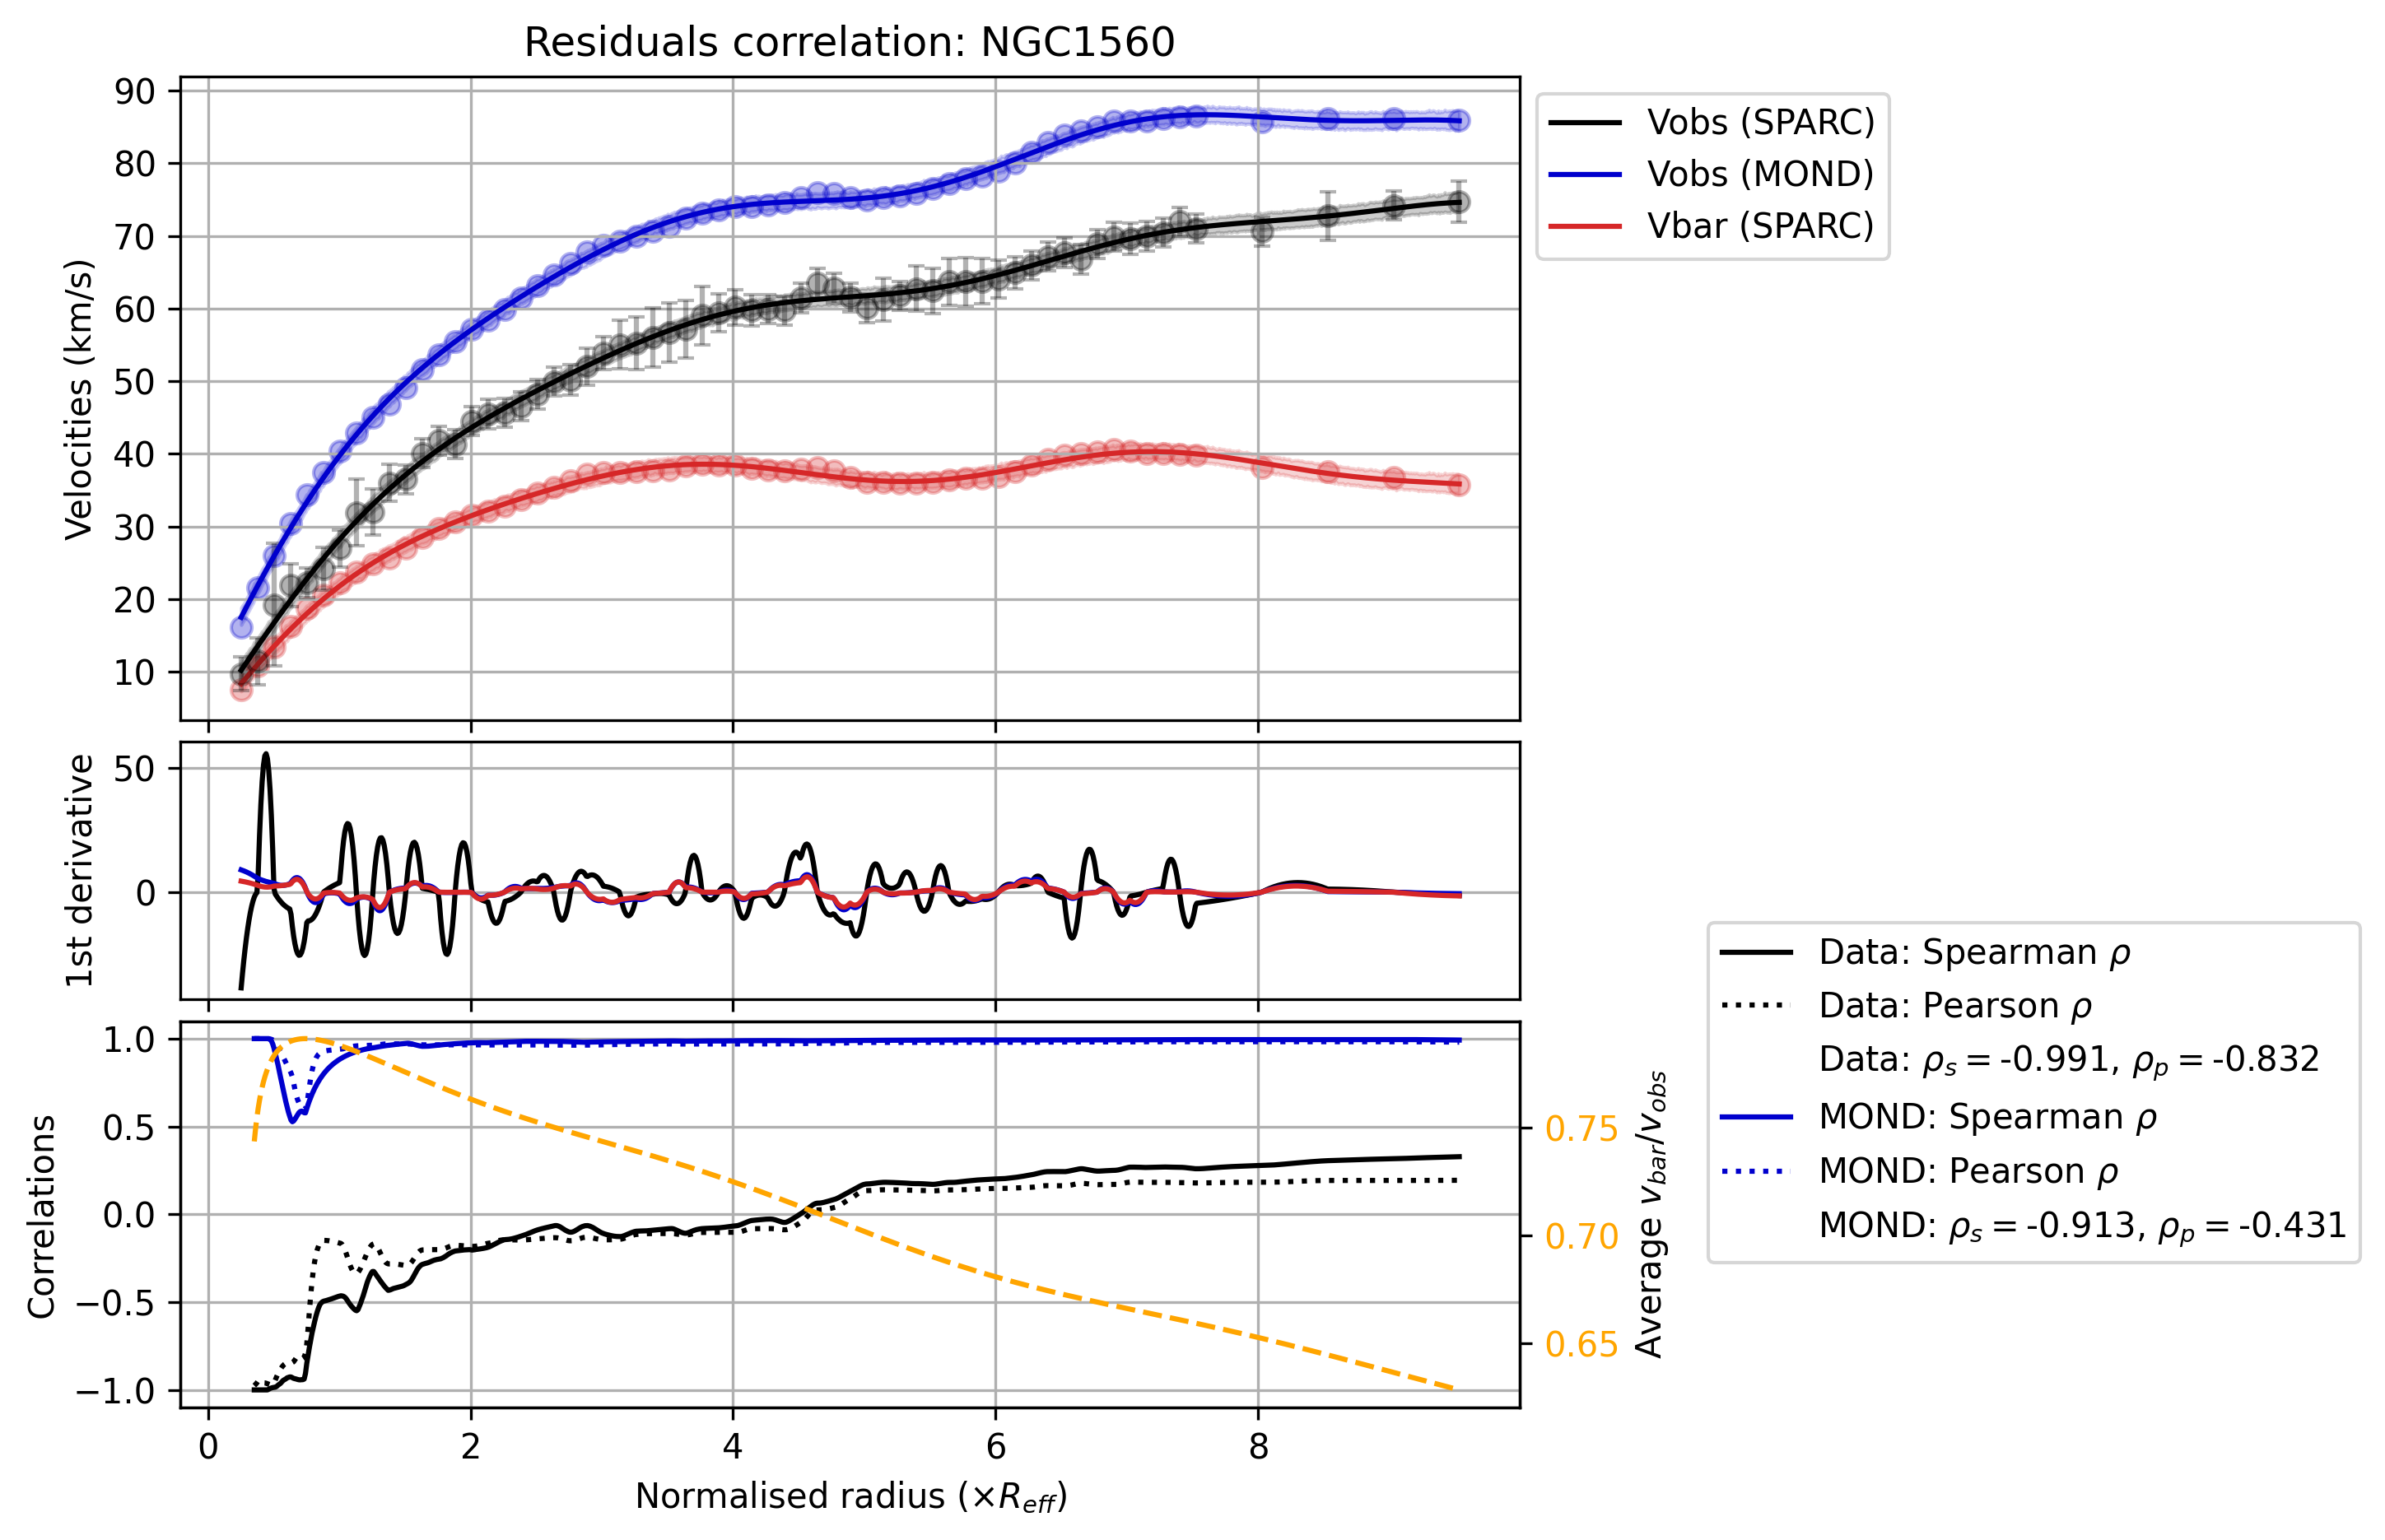 Residuals correlation: NGC1560
Velocities (km/s)
90
80
70
60
50
40
30
20
10
Vobs (SPARC)
Vobs (MOND)
Vbar (SPARC)
1st derivative
50
0
Correlations
1.0
0.5
0.0
−0.5
−1.0
0.75
0.70
0.65
Average v_bar/v_obs
Data: Spearman ρ
Data: Pearson ρ
Data: ρ_s = -0.991, ρ_p = -0.832
MOND: Spearman ρ
MOND: Pearson ρ
MOND: ρ_s = -0.913, ρ_p = -0.431
0 2 4 6 8
Normalised radius (×R_eff)